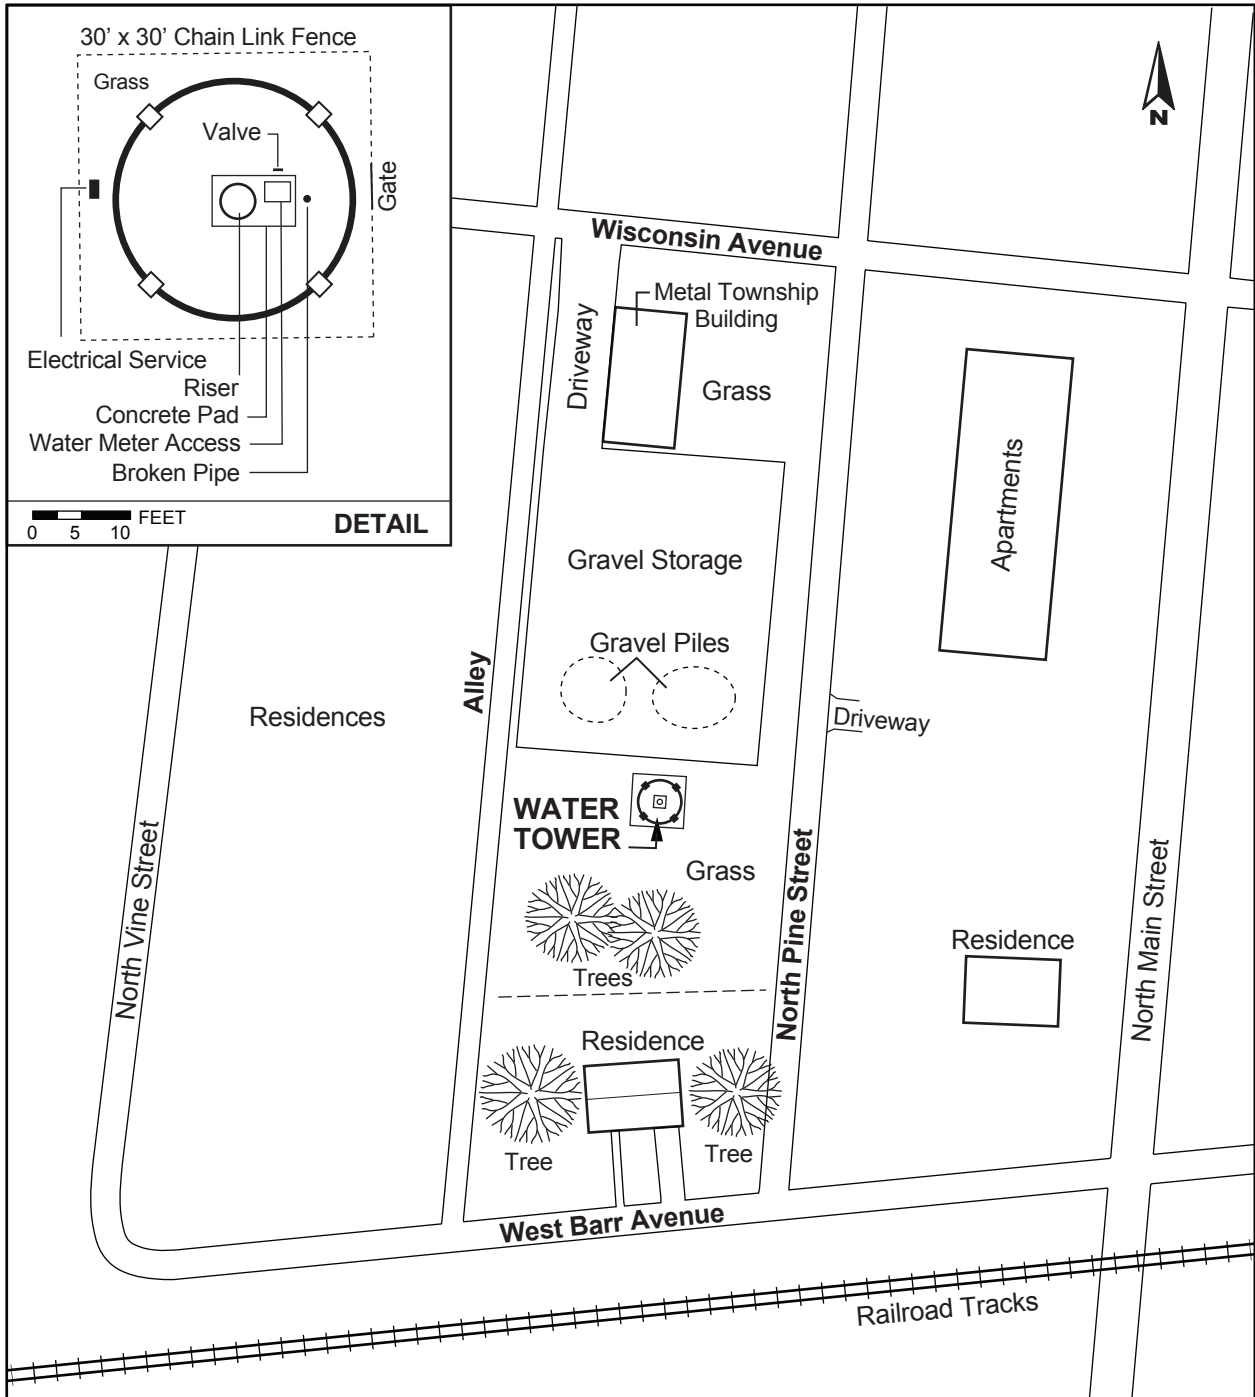 30' x 30' Chain Link Fence
Grass
Valve
Gate
Electrical Service
Riser
Concrete Pad
Water Meter Access
Broken Pipe
FEET
0 5 10
DETAIL
N
Wisconsin Avenue
Metal Township
Building
Driveway
Grass
Apartments
Gravel Storage
Gravel Piles
Alley
Residences
Driveway
WATER
TOWER
Grass
North Vine Street
North Pine Street
North Main Street
Residence
Trees
Residence
Tree
Tree
West Barr Avenue
Railroad Tracks